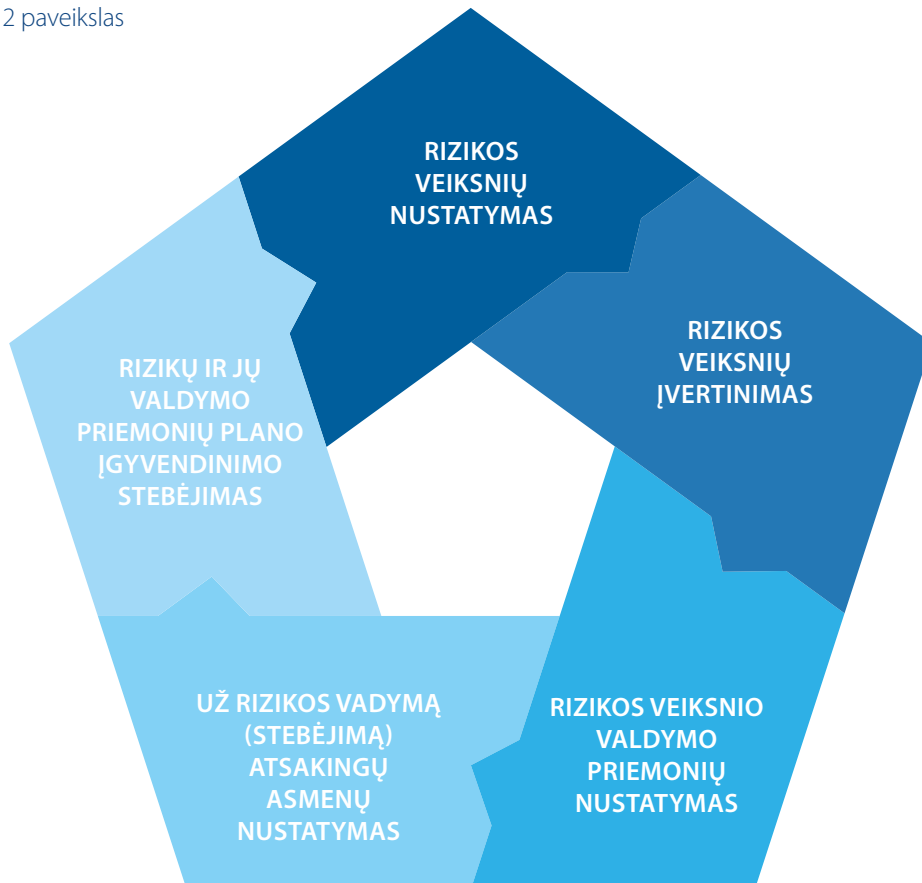 2 paveikslas
RIZIKOS
VEIKSNIŲ
NUSTATYMAS
RIZIKOS
VEIKSNIŲ
ĮVERTINIMAS
RIZIKOS VEIKSNIO
VALDYMO
PRIEMONIŲ
NUSTATYMAS
UŽ RIZIKOS VADYMĄ
(STEBĖJIMĄ)
ATSAKINGŲ
ASMENŲ
NUSTATYMAS
RIZIKŲ IR JŲ
VALDYMO
PRIEMONIŲ PLANO
ĮGYVENDINIMO
STEBĖJIMAS